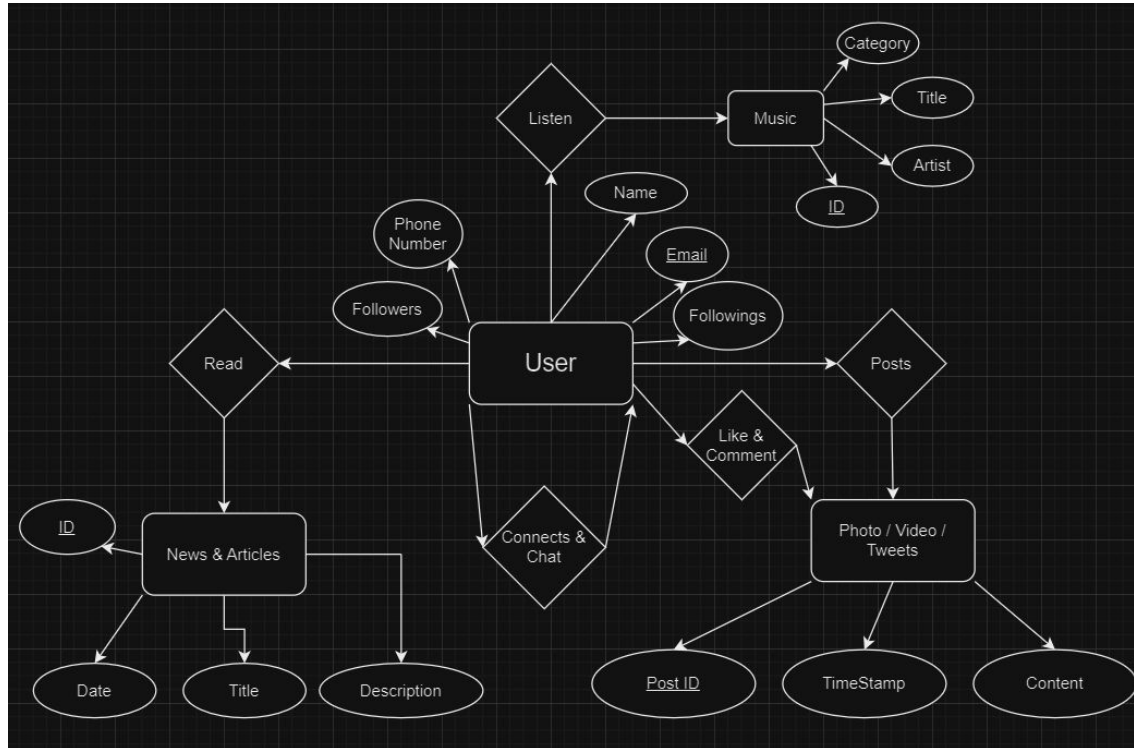 Category
Listen
Music
Title
Artist
Name
ID
Phone
Number
Email
Followers
Followings
Read
User
Posts
Like &
Comment
ID
News & Articles
Connects &
Chat
Photo / Video /
Tweets
Date
Title
Description
Post ID
TimeStamp
Content